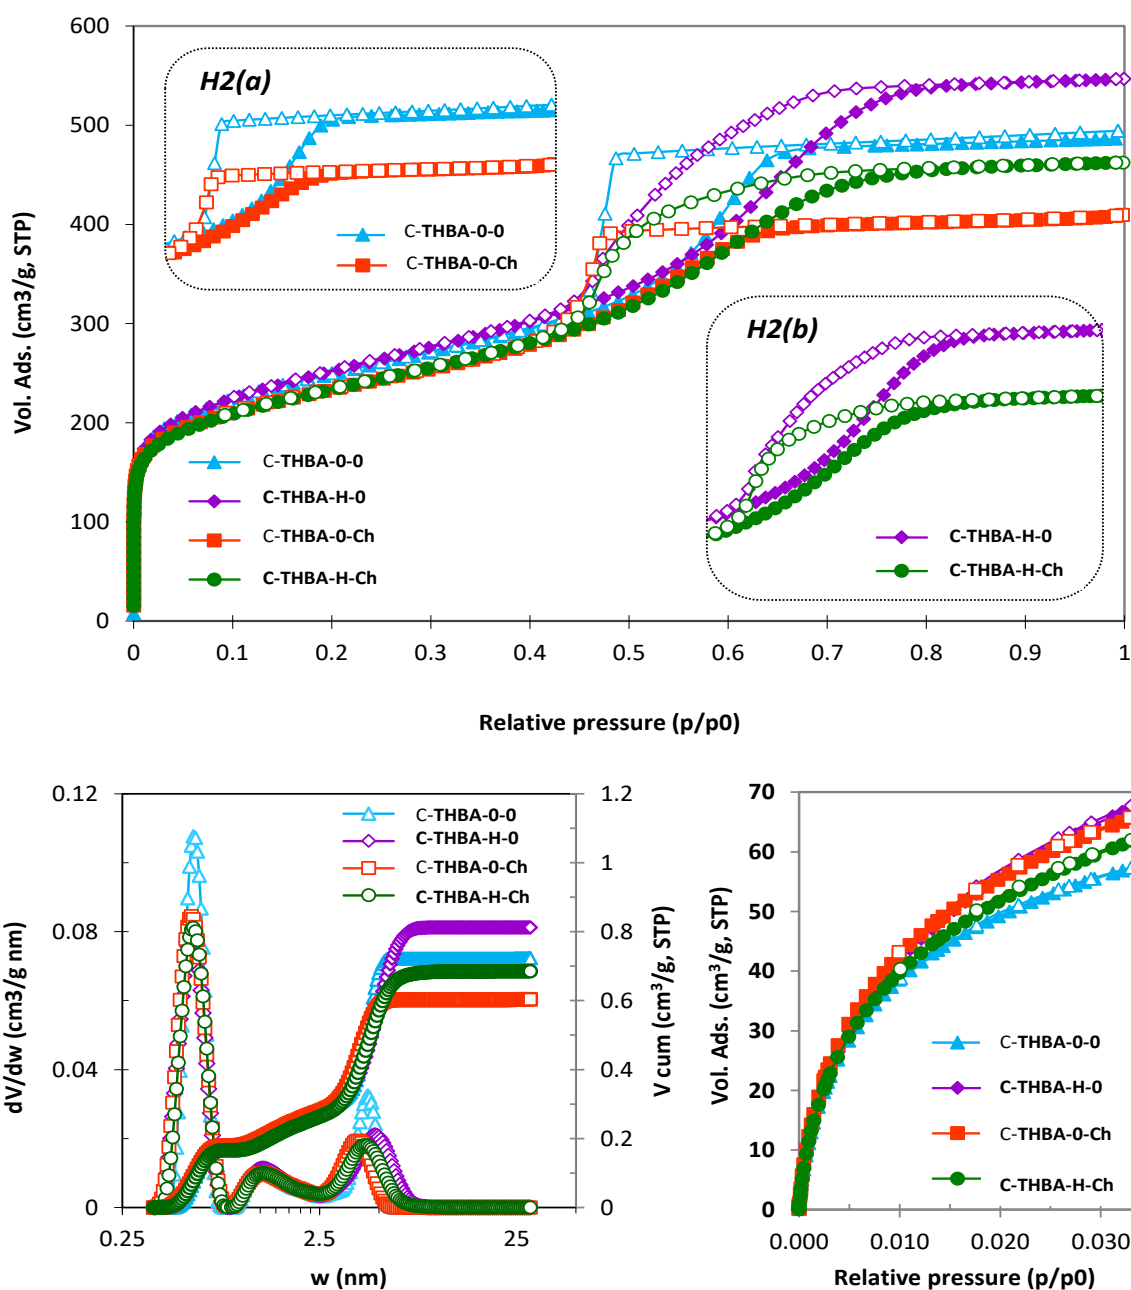 600
500
400
300
200
100
0
Vol. Ads. (cm3/g, STP)
H2(a)
C-THBA-0-0
C-THBA-0-Ch
H2(b)
C-THBA-H-0
C-THBA-H-Ch
C-THBA-0-0
C-THBA-H-0
C-THBA-0-Ch
C-THBA-H-Ch
0 0.1 0.2 0.3 0.4 0.5 0.6 0.7 0.8 0.9 1
Relative pressure (p/p0)
0.12
0.08
0.04
0
dV/dw (cm3/g nm)
C-THBA-0-0
C-THBA-H-0
C-THBA-0-Ch
C-THBA-H-Ch
1.2
1
0.8
0.6
0.4
0.2
0
V cum (cm³/g, STP)
0.25 2.5 25
w (nm)
70
60
50
40
30
20
10
0
Vol. Ads. (cm³/g, STP)
C-THBA-0-0
C-THBA-H-0
C-THBA-0-Ch
C-THBA-H-Ch
0.000 0.010 0.020 0.030
Relative pressure (p/p0)